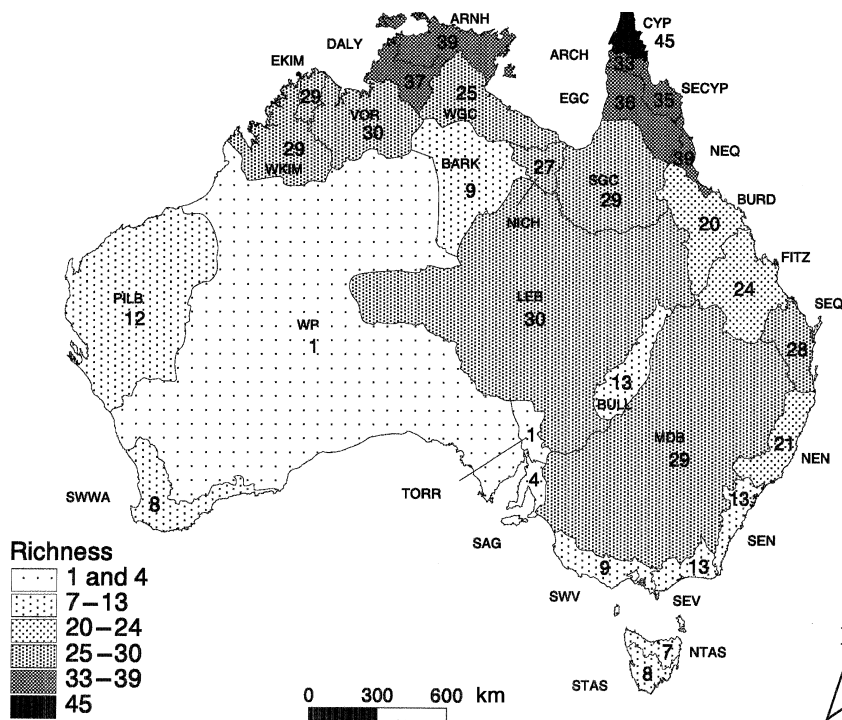 ARNH
CYP
DALY
39
45
ARCH
33
EKIM
37
SECYP
35
29
25
EGC
36
VOR
WGC
30
29
WKIM
BARK
27
39
NEQ
9
SGC
29
BURD
NICH
20
FITZ
PILB
12
LEB
30
24
SEQ
WR
1
28
13
BULL
1
MDB
29
21
NEN
TORR
4
SWWA
8
13
SAG
SEN
9
13
SWV
SEV
7
NTAS
STAS
8
Richness
1 and 4
7–13
20–24
25–30
33–39
45
0 300 600 km